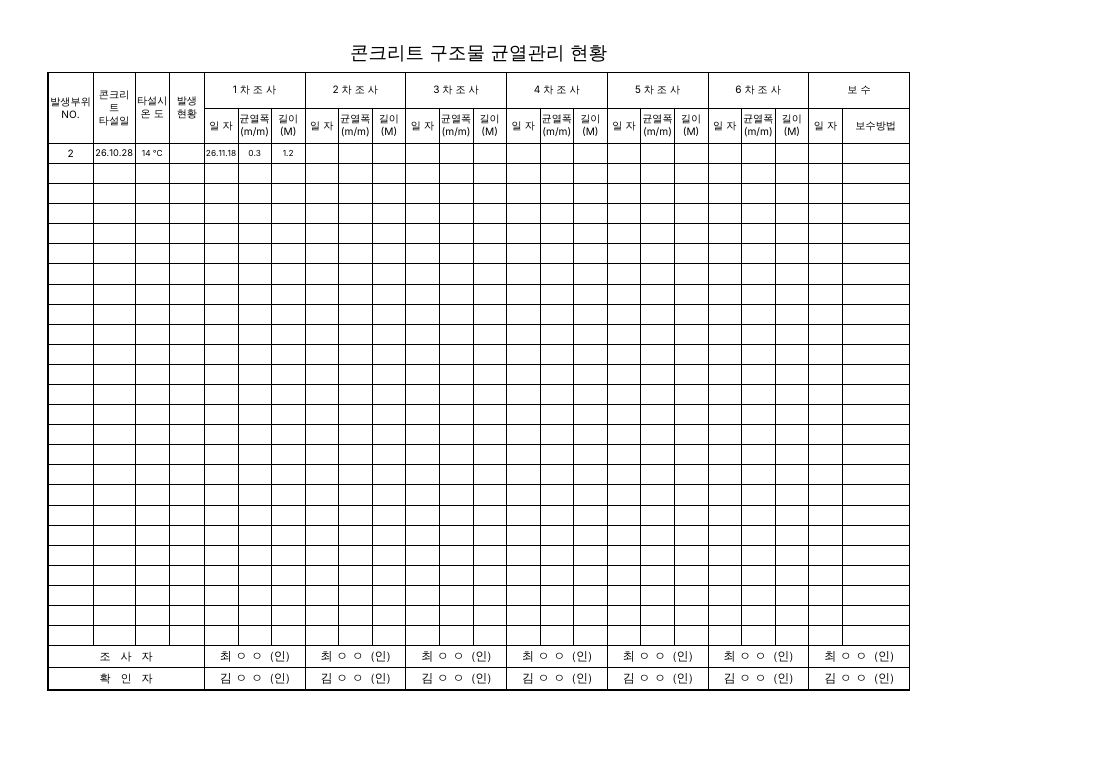 콘크리트 구조물 균열관리 현황
발생부위
NO.
콘크리
트
타설일
타설시
온 도
발생
현황
1 차 조 사
2 차 조 사
3 차 조 사
4 차 조 사
5 차 조 사
6 차 조 사
보 수
일 자
균열폭
(m/m)
길이
(M)
일 자
균열폭
(m/m)
길이
(M)
일 자
균열폭
(m/m)
길이
(M)
일 자
균열폭
(m/m)
길이
(M)
일 자
균열폭
(m/m)
길이
(M)
일 자
균열폭
(m/m)
길이
(M)
일 자
보수방법
2 26.10.28 14 ℃ 26.11.18 0.3 1.2
조 사 자 최 ㅇ ㅇ (인) 최 ㅇ ㅇ (인) 최 ㅇ ㅇ (인) 최 ㅇ ㅇ (인) 최 ㅇ ㅇ (인) 최 ㅇ ㅇ (인) 최 ㅇ ㅇ (인)
확 인 자 김 ㅇ ㅇ (인) 김 ㅇ ㅇ (인) 김 ㅇ ㅇ (인) 김 ㅇ ㅇ (인) 김 ㅇ ㅇ (인) 김 ㅇ ㅇ (인) 김 ㅇ ㅇ (인)